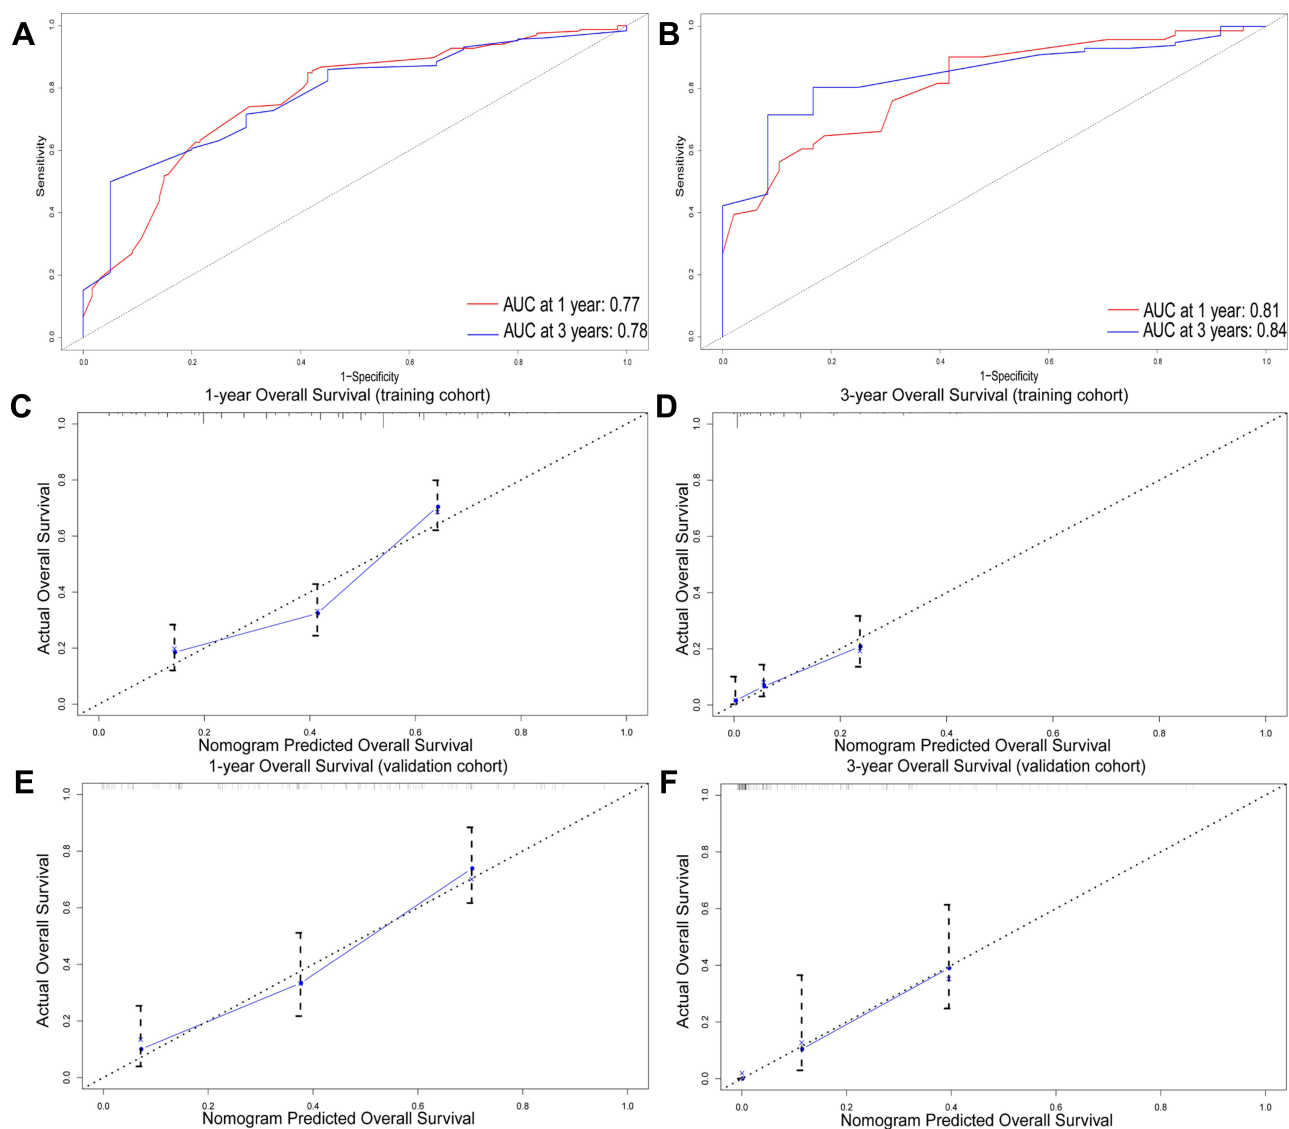 A
Sensitivity
1.0
0.8
0.6
0.4
0.2
0.0
AUC at 1 year: 0.77
AUC at 3 years: 0.78
0.0 0.2 0.4 0.6 0.8 1.0
1−Specificity
B
Sensitivity
1.0
0.8
0.6
0.4
0.2
0.0
AUC at 1 year: 0.81
AUC at 3 years: 0.84
0.0 0.2 0.4 0.6 0.8 1.0
1−Specificity
C
1-year Overall Survival (training cohort)
Actual Overall Survival
1.0
0.8
0.6
0.4
0.2
0.0
0.0 0.2 0.4 0.6 0.8 1.0
Nomogram Predicted Overall Survival
D
3-year Overall Survival (training cohort)
Actual Overall Survival
1.0
0.8
0.6
0.4
0.2
0.0
0.0 0.2 0.4 0.6 0.8 1.0
Nomogram Predicted Overall Survival
E
1-year Overall Survival (validation cohort)
Actual Overall Survival
1.0
0.8
0.6
0.4
0.2
0.0
0.0 0.2 0.4 0.6 0.8 1.0
Nomogram Predicted Overall Survival
F
3-year Overall Survival (validation cohort)
Actual Overall Survival
1.0
0.8
0.6
0.4
0.2
0.0
0.0 0.2 0.4 0.6 0.8 1.0
Nomogram Predicted Overall Survival